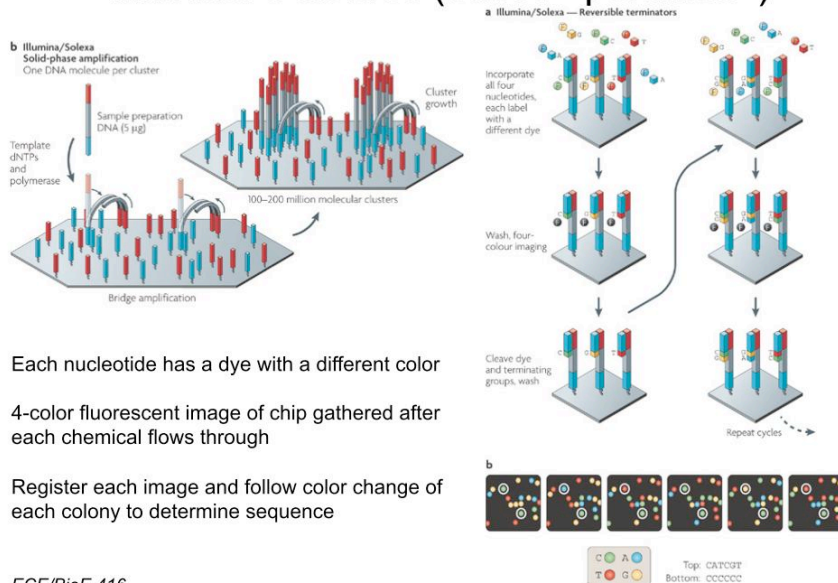 b Illumina/Solexa
Solid-phase amplification
One DNA molecule per cluster
Sample preparation
DNA (5 µg)
Template
dNTPs
and
polymerase
Cluster
growth
100–200 million molecular clusters
Bridge amplification
Each nucleotide has a dye with a different color
4-color fluorescent image of chip gathered after
each chemical flows through
Register each image and follow color change of
each colony to determine sequence
a Illumina/Solexa — Reversible terminators
Incorporate
all four
nucleotides,
each label
with a
different dye
Wash, four-
colour imaging
Cleave dye
and terminating
groups, wash
Repeat cycles
b
C A
T G
Top: CATCGT
Bottom: CCCCCC